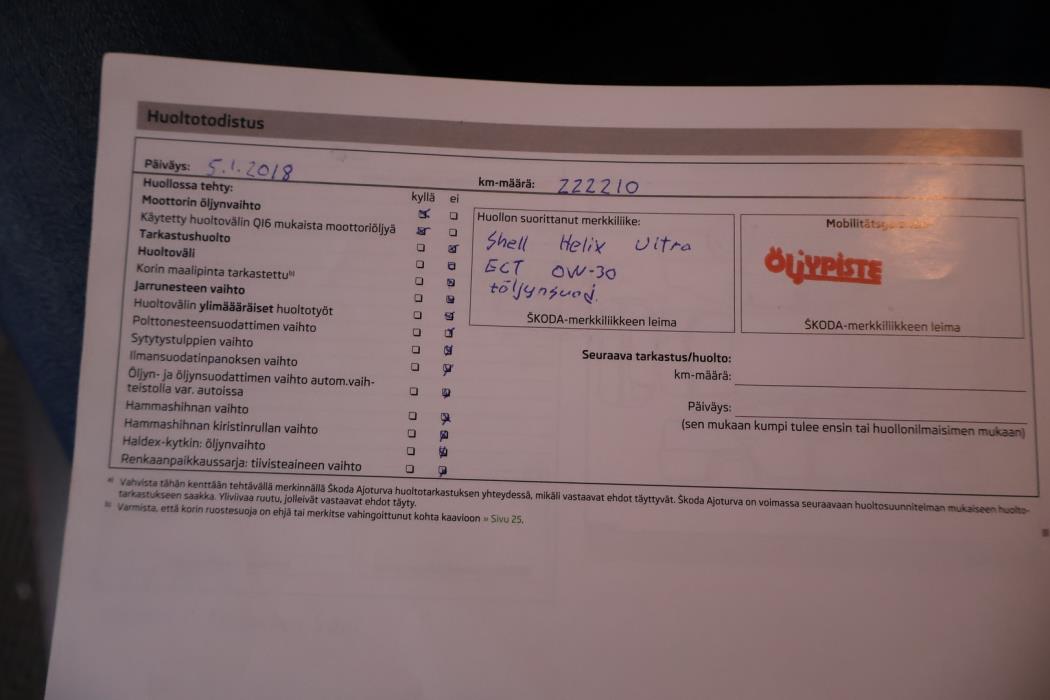 Huoltotodistus
Päiväys: 5.1.2018
km-määrä: 222210
Huollossa tehty:
kyllä ei
Moottorin öljynvaihto
Käytetty huoltovälin QI6 mukaista moottoriöljyä
Tarkastushuolto
Huoltoväli
Korin maalipinta tarkastettu b)
Jarrunesteen vaihto
Huoltovälin ylimäääräiset huoltotyöt
Polttonesteensuodattimen vaihto
Sytytystulppien vaihto
Ilmansuodatinpanoksen vaihto
Öljyn- ja öljynsuodattimen vaihto autom.vaih-
teistolla var. autoissa
Hammashihnan vaihto
Hammashihnan kiristinrullan vaihto
Haldex-kytkin: öljynvaihto
Renkaanpaikkaussarja: tiivisteaineen vaihto
Huollon suorittanut merkkiliike:
Shell Helix Ultra
ECT 0W-30
töljynsuod.
ŠKODA-merkkiliikkeen leima
ÖLJYPISTE
ŠKODA-merkkiliikkeen leima
Seuraava tarkastus/huolto:
km-määrä:
Päiväys:
(sen mukaan kumpi tulee ensin tai huollonilmaisimen mukaan)
a) Vahvista tähän kenttään tehtävällä merkinnällä Škoda Ajoturva huoltotarkastuksen yhteydessä, mikäli vastaavat ehdot täyttyvät. Škoda Ajoturva on voimassa seuraavaan huoltosuunnitelman mukaiseen huolto-
tarkastukseen saakka. Yliviivaa ruutu, jolleivät vastaavat ehdot täyty.
b) Varmista, että korin ruostesuoja on ehjä tai merkitse vahingoittunut kohta kaavioon » Sivu 25.